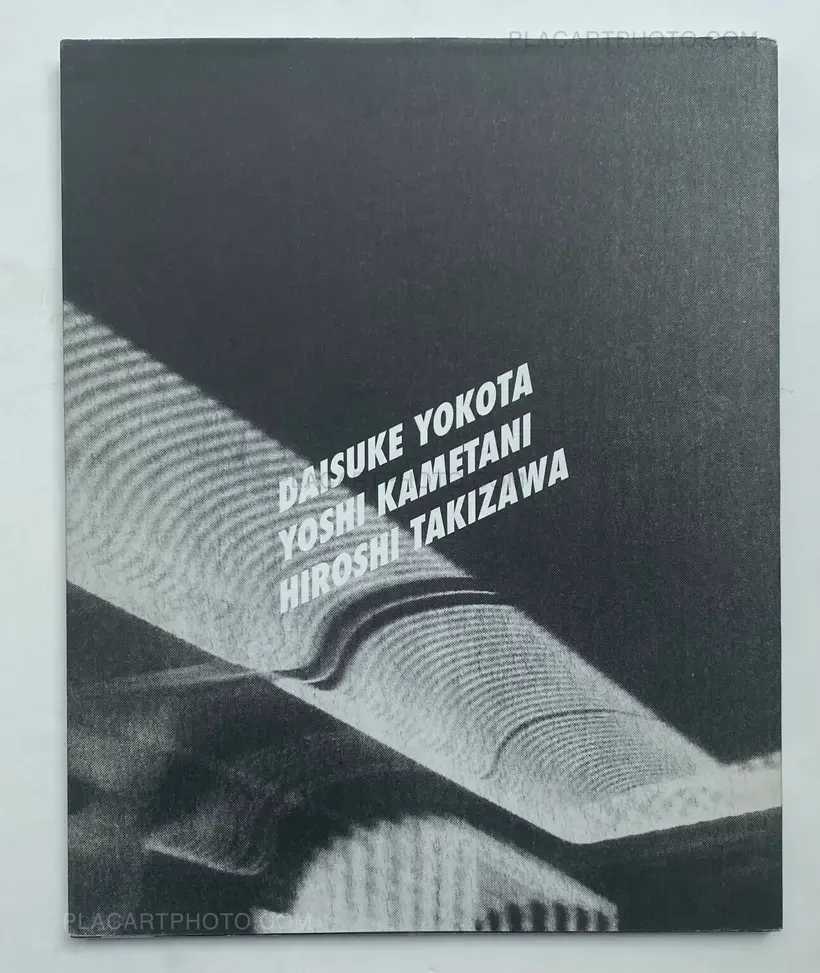 PLACARTPHOTO.COM
DAISUKE YOKOTA
YOSHI KAMETANI
HIROSHI TAKIZAWA
PLACARTPHOTO.COM